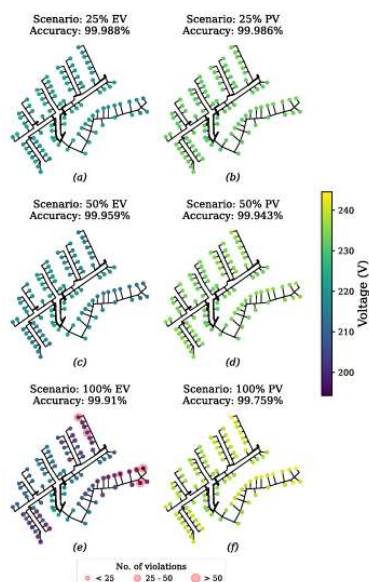 Scenario: 25% EV
Accuracy: 99.988%
Scenario: 25% PV
Accuracy: 99.986%
(a)
(b)
Scenario: 50% EV
Accuracy: 99.959%
Scenario: 50% PV
Accuracy: 99.943%
(c)
(d)
240
230
220
210
200
Voltage (V)
Scenario: 100% EV
Accuracy: 99.91%
Scenario: 100% PV
Accuracy: 99.759%
(e)
(f)
No. of violations
< 25
25 - 50
> 50